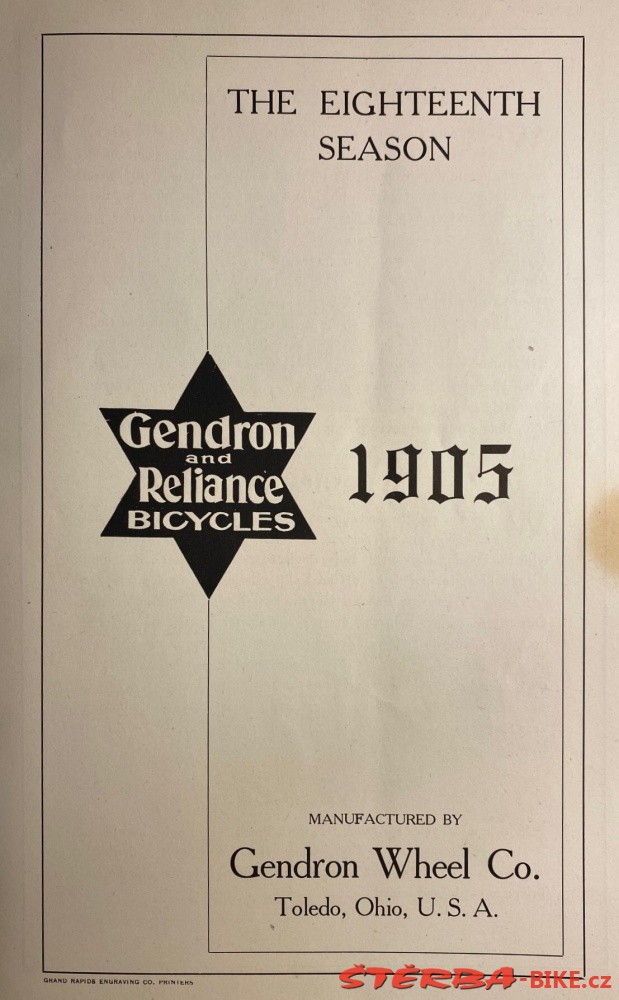 THE EIGHTEENTH
SEASON
Gendron
and
Reliance
BICYCLES
1905
MANUFACTURED BY
Gendron Wheel Co.
Toledo, Ohio, U. S. A.
GRAND RAPIDS ENGRAVING CO. PRINTERS
ŠTĚRBA-BIKE.cz